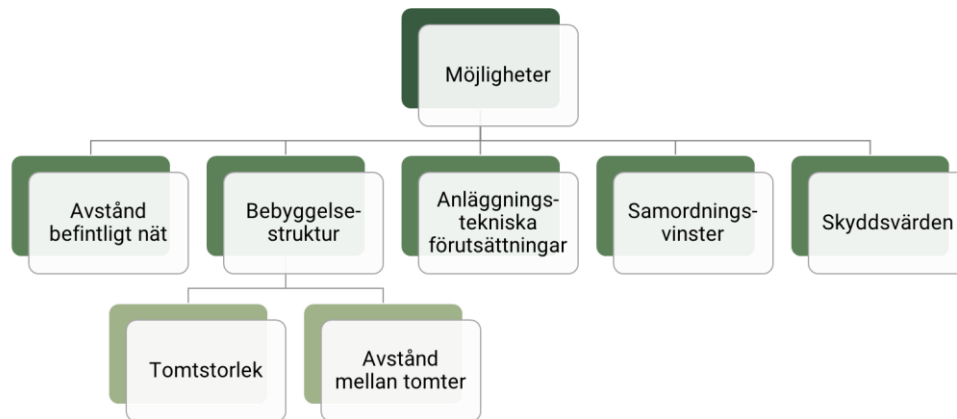 Möjligheter
Avstånd
befintligt nät
Bebyggelse-
struktur
Anläggnings-
tekniska
förutsättningar
Samordnings-
vinster
Skyddsvärden
Tomtstorlek
Avstånd
mellan tomter